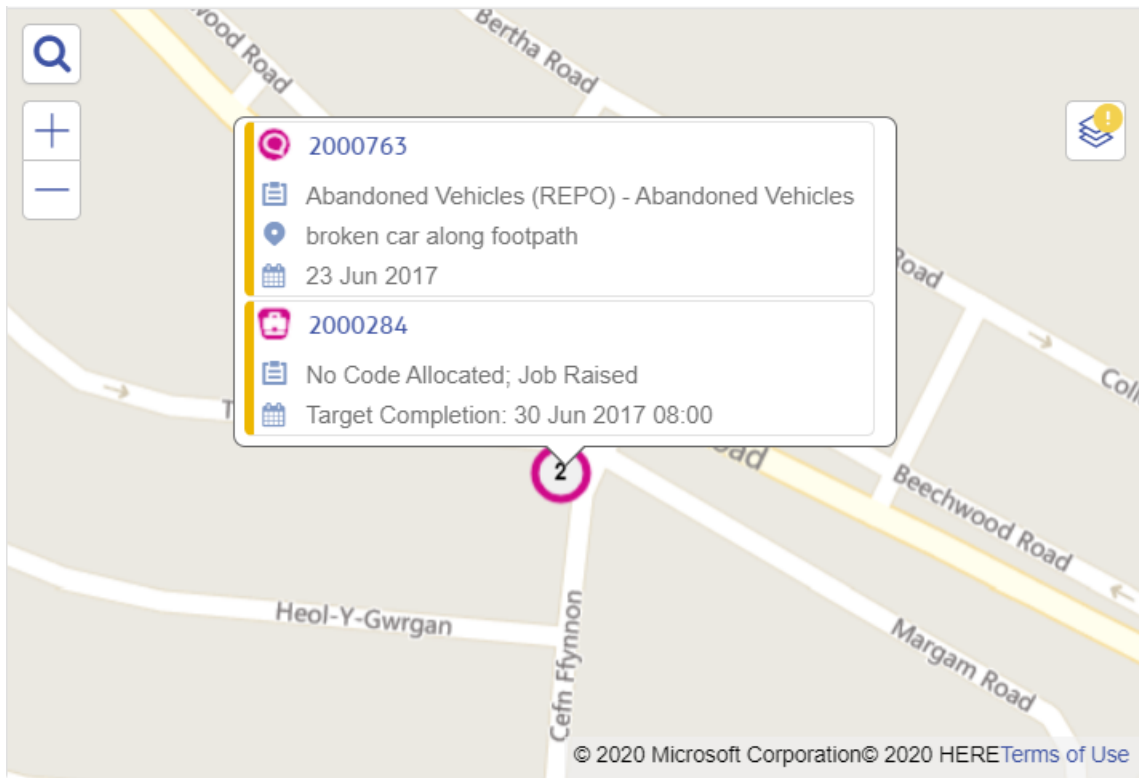 wood Road
Bertha Road
!
2000763
Abandoned Vehicles (REPO) - Abandoned Vehicles
broken car along footpath
23 Jun 2017
2000284
No Code Allocated; Job Raised
Target Completion: 30 Jun 2017 08:00
Road
Coll
T
2
oad
Beechwood Road
Heol-Y-Gwrgan
Cefn Ffynnon
Margam Road
© 2020 Microsoft Corporation© 2020 HERETerms of Use